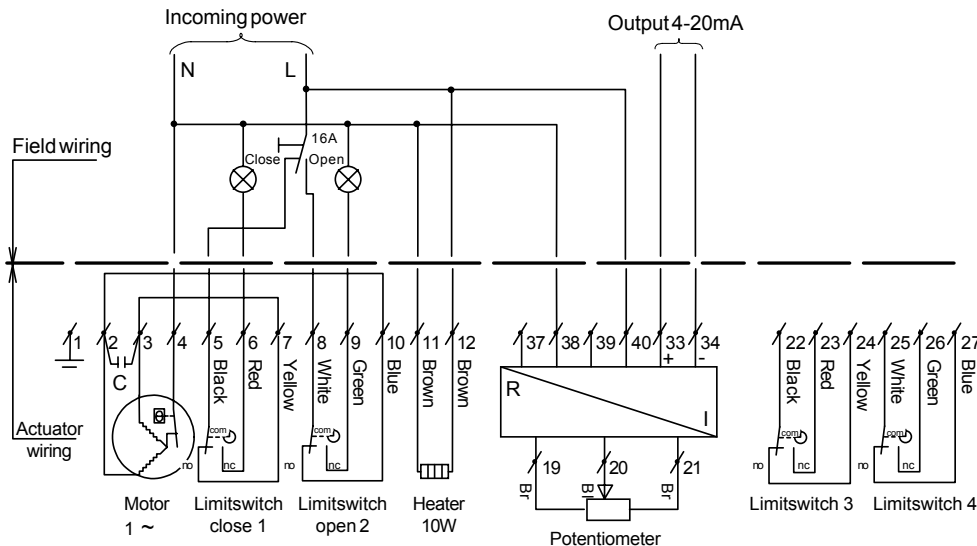 Incoming power
Output 4-20mA
N
L
16A
Close
Open
Field wiring
1
2
3
4
5
6
7
8
9
10
11
12
37
38
39
40
33
34
22
23
24
25
26
27
+
-
C
Black
Red
Yellow
White
Green
Blue
Brown
Brown
R
I
Black
Red
Yellow
White
Green
Blue
Actuator
wiring
com
no
nc
com
no
nc
com
no
nc
com
no
nc
19
20
21
Br
Bl
Br
Motor
1 ~
Limitswitch
close 1
Limitswitch
open 2
Heater
10W
Potentiometer
Limitswitch 3
Limitswitch 4